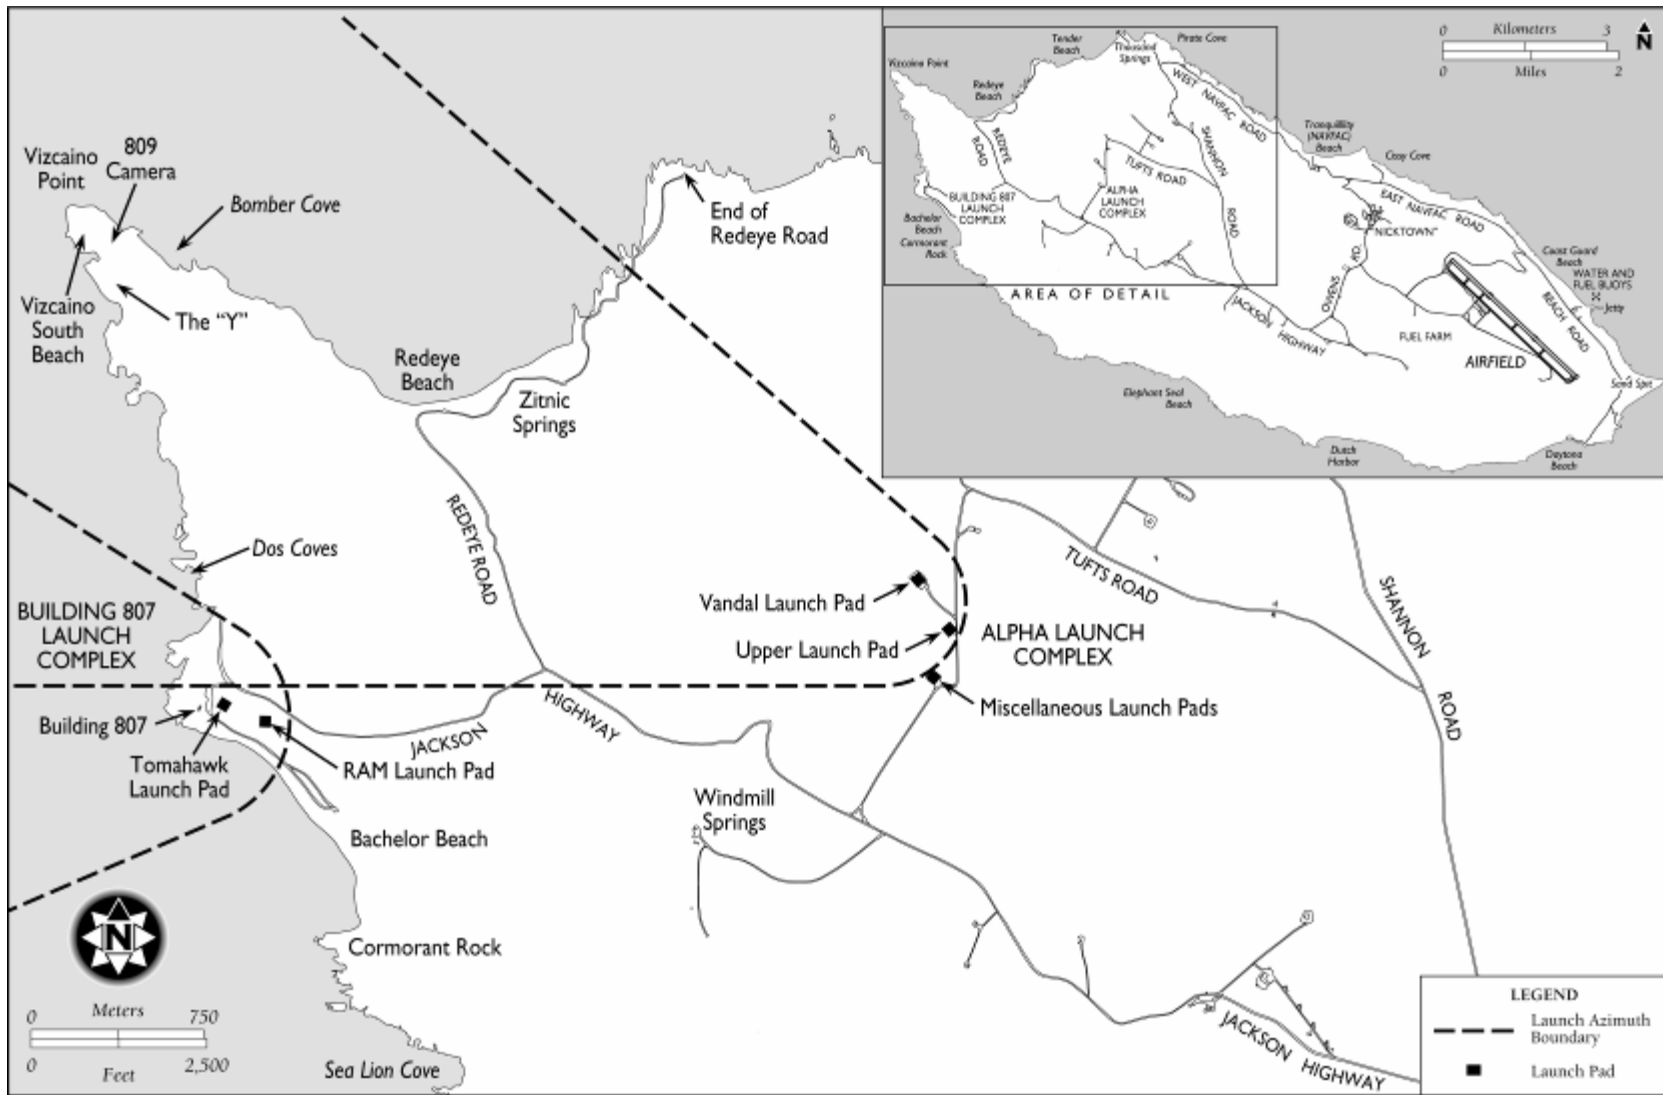 Vizcaino
Point
809
Camera
Bomber Cove
Vizcaino
South
Beach
The "Y"
Redeye
Beach
Zitnic
Springs
End of
Redeye Road
REDEYE ROAD
Dos Coves
BUILDING 807
LAUNCH
COMPLEX
Building 807
Tomahawk
Launch Pad
RAM Launch Pad
JACKSON
HIGHWAY
Bachelor Beach
Cormorant Rock
Sea Lion Cove
Windmill
Springs
Vandal Launch Pad
Upper Launch Pad
ALPHA LAUNCH
COMPLEX
Miscellaneous Launch Pads
TUFTS ROAD
SHANNON
ROAD
JACKSON HIGHWAY
N
0 Meters 750
0 Feet 2,500
LEGEND
Launch Azimuth
Boundary
Launch Pad
0 Kilometers 3
0 Miles 2
N
Vizcaino Point
Tender
Beach
Thousand
Springs
Pirate Cove
Redeye
Beach
REDEYE
ROAD
WEST NAVFAC ROAD
SHANNON
ROAD
TUFTS ROAD
Tranquillity
(NAVFAC)
Beach
Cosy Cove
BUILDING 807
LAUNCH
COMPLEX
ALPHA
LAUNCH
COMPLEX
Bachelor
Beach
Cormorant
Rock
AREA OF DETAIL
EAST NAVFAC ROAD
"NICKTOWN"
OWENS RD.
Coast Guard
Beach
WATER AND
FUEL BUOYS
Jetty
BEACH ROAD
JACKSON HIGHWAY
FUEL FARM
AIRFIELD
Sand Spit
Elephant Seal
Beach
Dutch
Harbor
Daytona
Beach